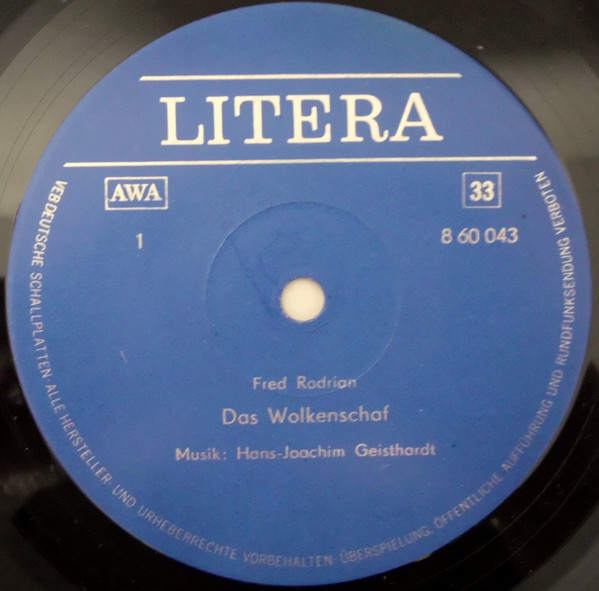 LITERA
AWA
33
1
8 60 043
Fred Rodrian
Das Wolkenschaf
Musik: Hans-Joachim Geisthardt
VEB DEUTSCHE SCHALLPLATTEN · ALLE HERSTELLER- UND URHEBERRECHTE VORBEHALTEN · ÜBERSPIELUNG, ÖFFENTLICHE AUFFÜHRUNG UND RUNDFUNKSENDUNG VERBOTEN